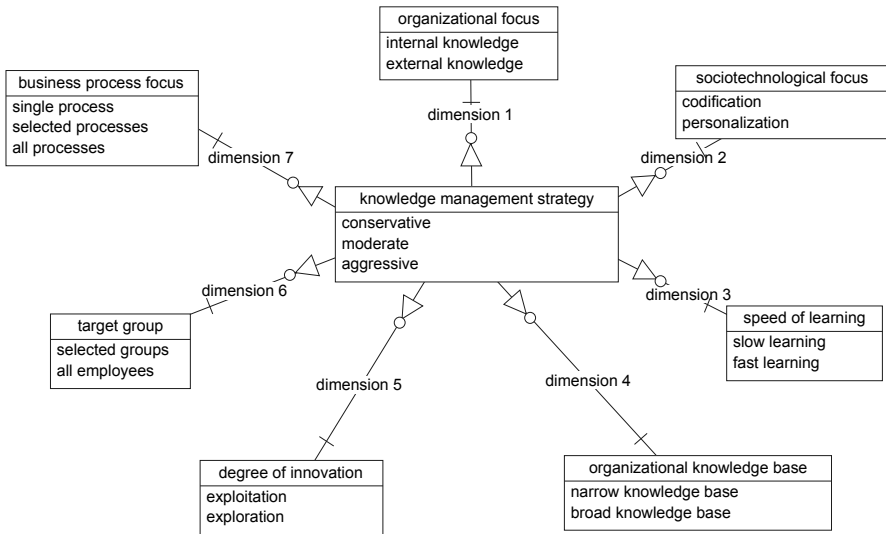 organizational focus
internal knowledge
external knowledge
dimension 1
business process focus
single process
selected processes
all processes
dimension 7
sociotechnological focus
codification
personalization
dimension 2
knowledge management strategy
conservative
moderate
aggressive
dimension 6
target group
selected groups
all employees
dimension 3
speed of learning
slow learning
fast learning
dimension 5
dimension 4
degree of innovation
exploitation
exploration
organizational knowledge base
narrow knowledge base
broad knowledge base